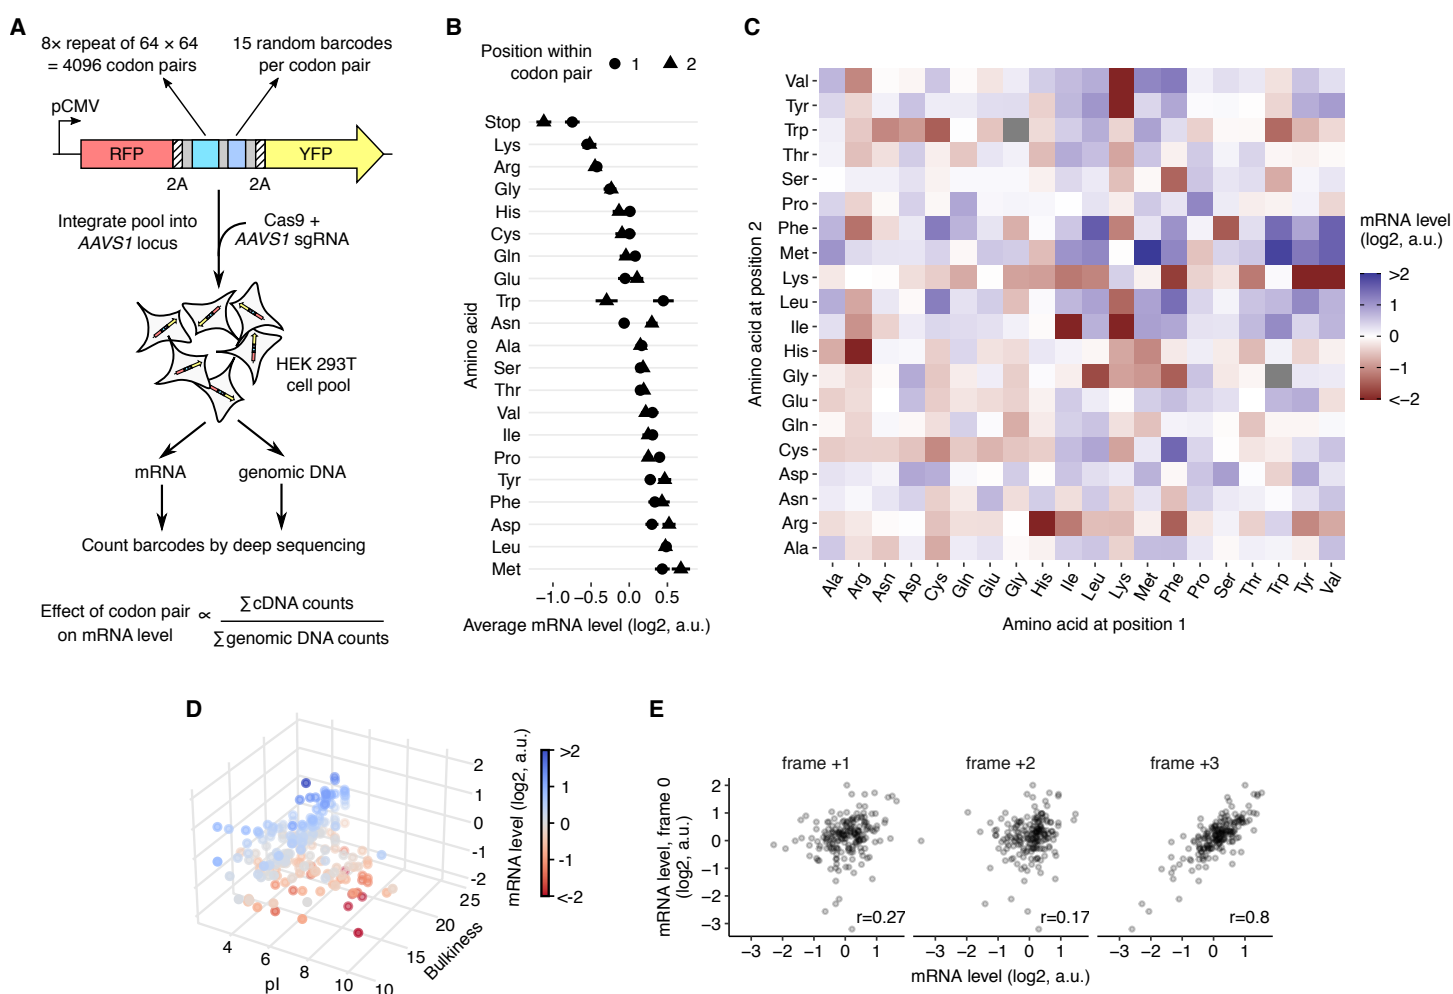 A
8× repeat of 64 × 64
= 4096 codon pairs
15 random barcodes
per codon pair
pCMV
RFP
YFP
2A
2A
Integrate pool into
AAVS1 locus
Cas9 +
AAVS1 sgRNA
HEK 293T
cell pool
mRNA
genomic DNA
Count barcodes by deep sequencing
Effect of codon pair
on mRNA level
∝
∑cDNA counts
∑genomic DNA counts
B
Position within
codon pair
1
2
Amino acid
Stop
Lys
Arg
Gly
His
Cys
Gln
Glu
Trp
Asn
Ala
Ser
Thr
Val
Ile
Pro
Tyr
Phe
Asp
Leu
Met
−1.0 −0.5 0.0 0.5
Average mRNA level (log2, a.u.)
C
Amino acid at position 2
Val
Tyr
Trp
Thr
Ser
Pro
Phe
Met
Lys
Leu
Ile
His
Gly
Glu
Gln
Cys
Asp
Asn
Arg
Ala
Ala Arg Asn Asp Cys Gln Glu Gly His Ile Leu Lys Met Phe Pro Ser Thr Trp Tyr Val
Amino acid at position 1
mRNA level
(log2, a.u.)
>2
1
0
−1
<−2
D
2
1
0
-1
-2
25
20
15
10
Bulkiness
4
6
8
10
pI
mRNA level (log2, a.u.)
>2
1
0
-1
<-2
E
mRNA level, frame 0
(log2, a.u.)
frame +1
frame +2
frame +3
2
1
0
−1
−2
−3
r=0.27
r=0.17
r=0.8
−3 −2 −1 0 1
−3 −2 −1 0 1
−3 −2 −1 0 1
mRNA level (log2, a.u.)